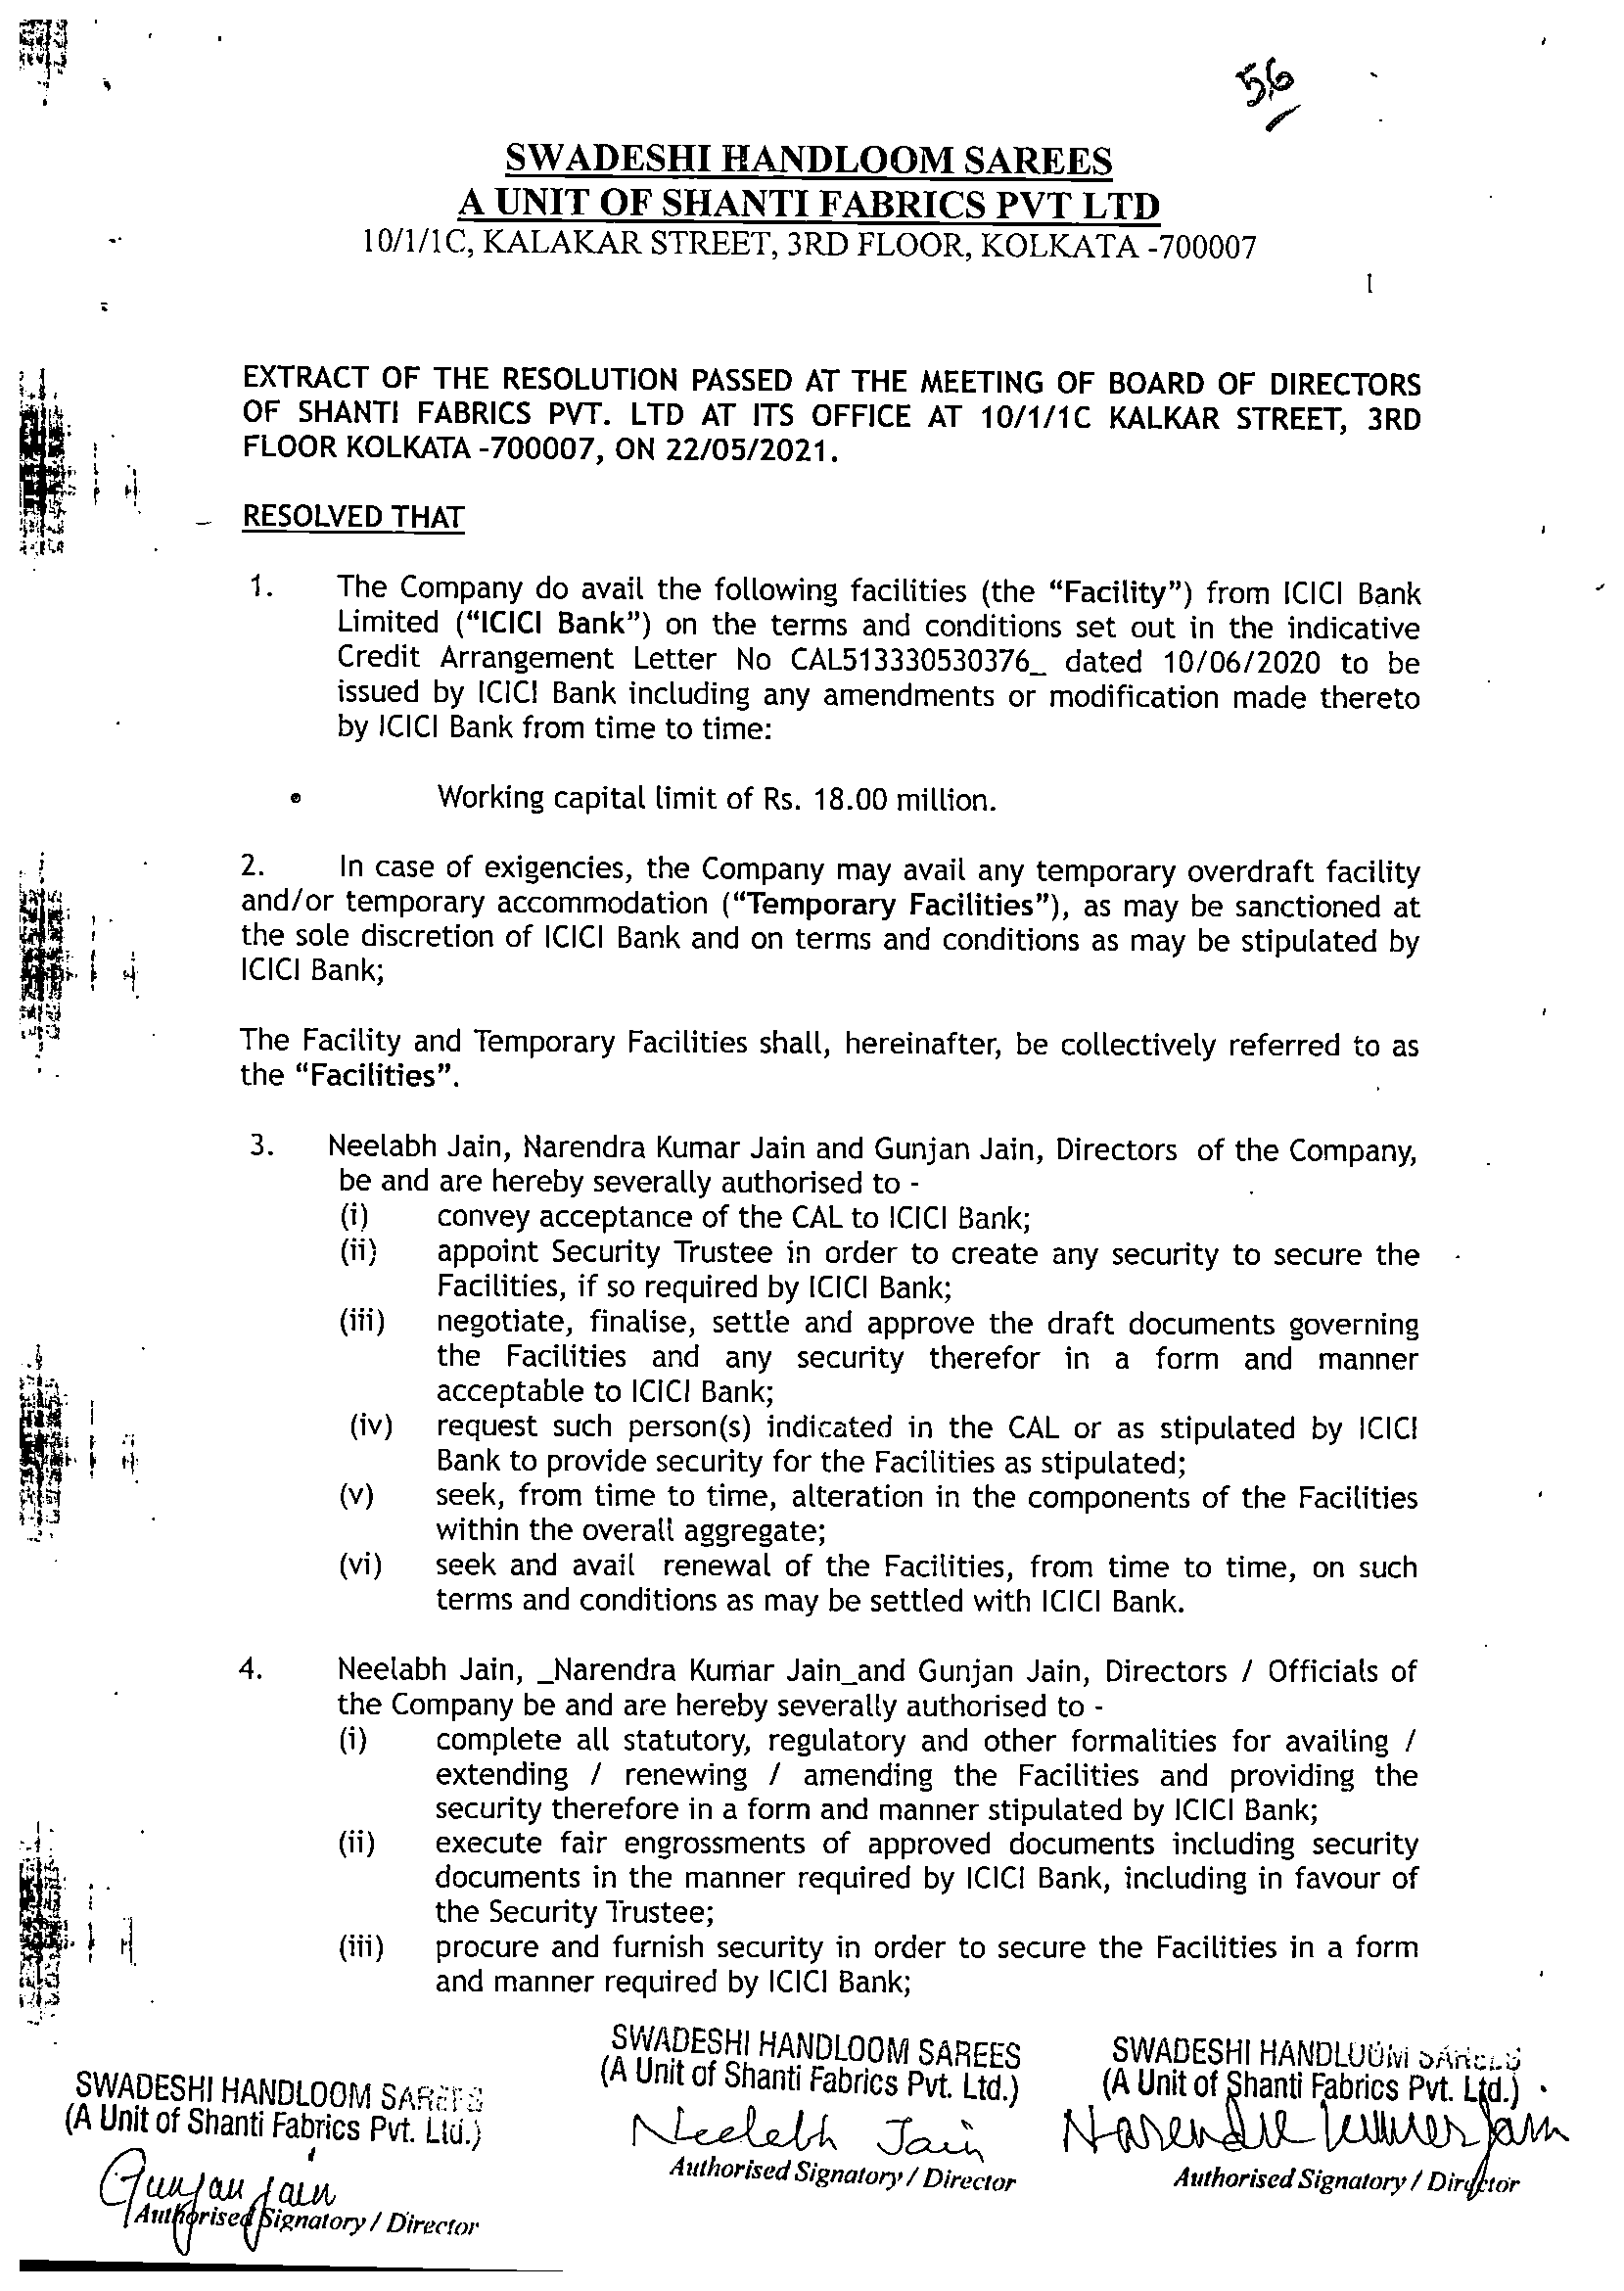 56
SWADESHI HANDLOOM SAREES
A UNIT OF SHANTI FABRICS PVT LTD
10/1/1C, KALAKAR STREET, 3RD FLOOR, KOLKATA -700007
EXTRACT OF THE RESOLUTION PASSED AT THE MEETING OF BOARD OF DIRECTORS
OF SHANTI FABRICS PVT. LTD AT ITS OFFICE AT 10/1/1C KALKAR STREET, 3RD
FLOOR KOLKATA -700007, ON 22/05/2021.
RESOLVED THAT
1. The Company do avail the following facilities (the “Facility”) from ICICI Bank
Limited (“ICICI Bank”) on the terms and conditions set out in the indicative
Credit Arrangement Letter No CAL513330530376_ dated 10/06/2020 to be
issued by ICICI Bank including any amendments or modification made thereto
by ICICI Bank from time to time:
• Working capital limit of Rs. 18.00 million.
2. In case of exigencies, the Company may avail any temporary overdraft facility
and/or temporary accommodation (“Temporary Facilities”), as may be sanctioned at
the sole discretion of ICICI Bank and on terms and conditions as may be stipulated by
ICICI Bank;
The Facility and Temporary Facilities shall, hereinafter, be collectively referred to as
the “Facilities”.
3. Neelabh Jain, Narendra Kumar Jain and Gunjan Jain, Directors of the Company,
be and are hereby severally authorised to -
(i) convey acceptance of the CAL to ICICI Bank;
(ii) appoint Security Trustee in order to create any security to secure the
Facilities, if so required by ICICI Bank;
(iii) negotiate, finalise, settle and approve the draft documents governing
the Facilities and any security therefor in a form and manner
acceptable to ICICI Bank;
(iv) request such person(s) indicated in the CAL or as stipulated by ICICI
Bank to provide security for the Facilities as stipulated;
(v) seek, from time to time, alteration in the components of the Facilities
within the overall aggregate;
(vi) seek and avail renewal of the Facilities, from time to time, on such
terms and conditions as may be settled with ICICI Bank.
4. Neelabh Jain, _Narendra Kumar Jain_and Gunjan Jain, Directors / Officials of
the Company be and are hereby severally authorised to -
(i) complete all statutory, regulatory and other formalities for availing /
extending / renewing / amending the Facilities and providing the
security therefore in a form and manner stipulated by ICICI Bank;
(ii) execute fair engrossments of approved documents including security
documents in the manner required by ICICI Bank, including in favour of
the Security Trustee;
(iii) procure and furnish security in order to secure the Facilities in a form
and manner required by ICICI Bank;
SWADESHI HANDLOOM SAREES
(A Unit of Shanti Fabrics Pvt. Ltd.)
Gunjan Jain
Authorised Signatory / Director
SWADESHI HANDLOOM SAREES
(A Unit of Shanti Fabrics Pvt. Ltd.)
Neelabh Jain
Authorised Signatory / Director
SWADESHI HANDLOOM SAREES
(A Unit of Shanti Fabrics Pvt. Ltd.)
Narendra Kumar Jain
Authorised Signatory / Director